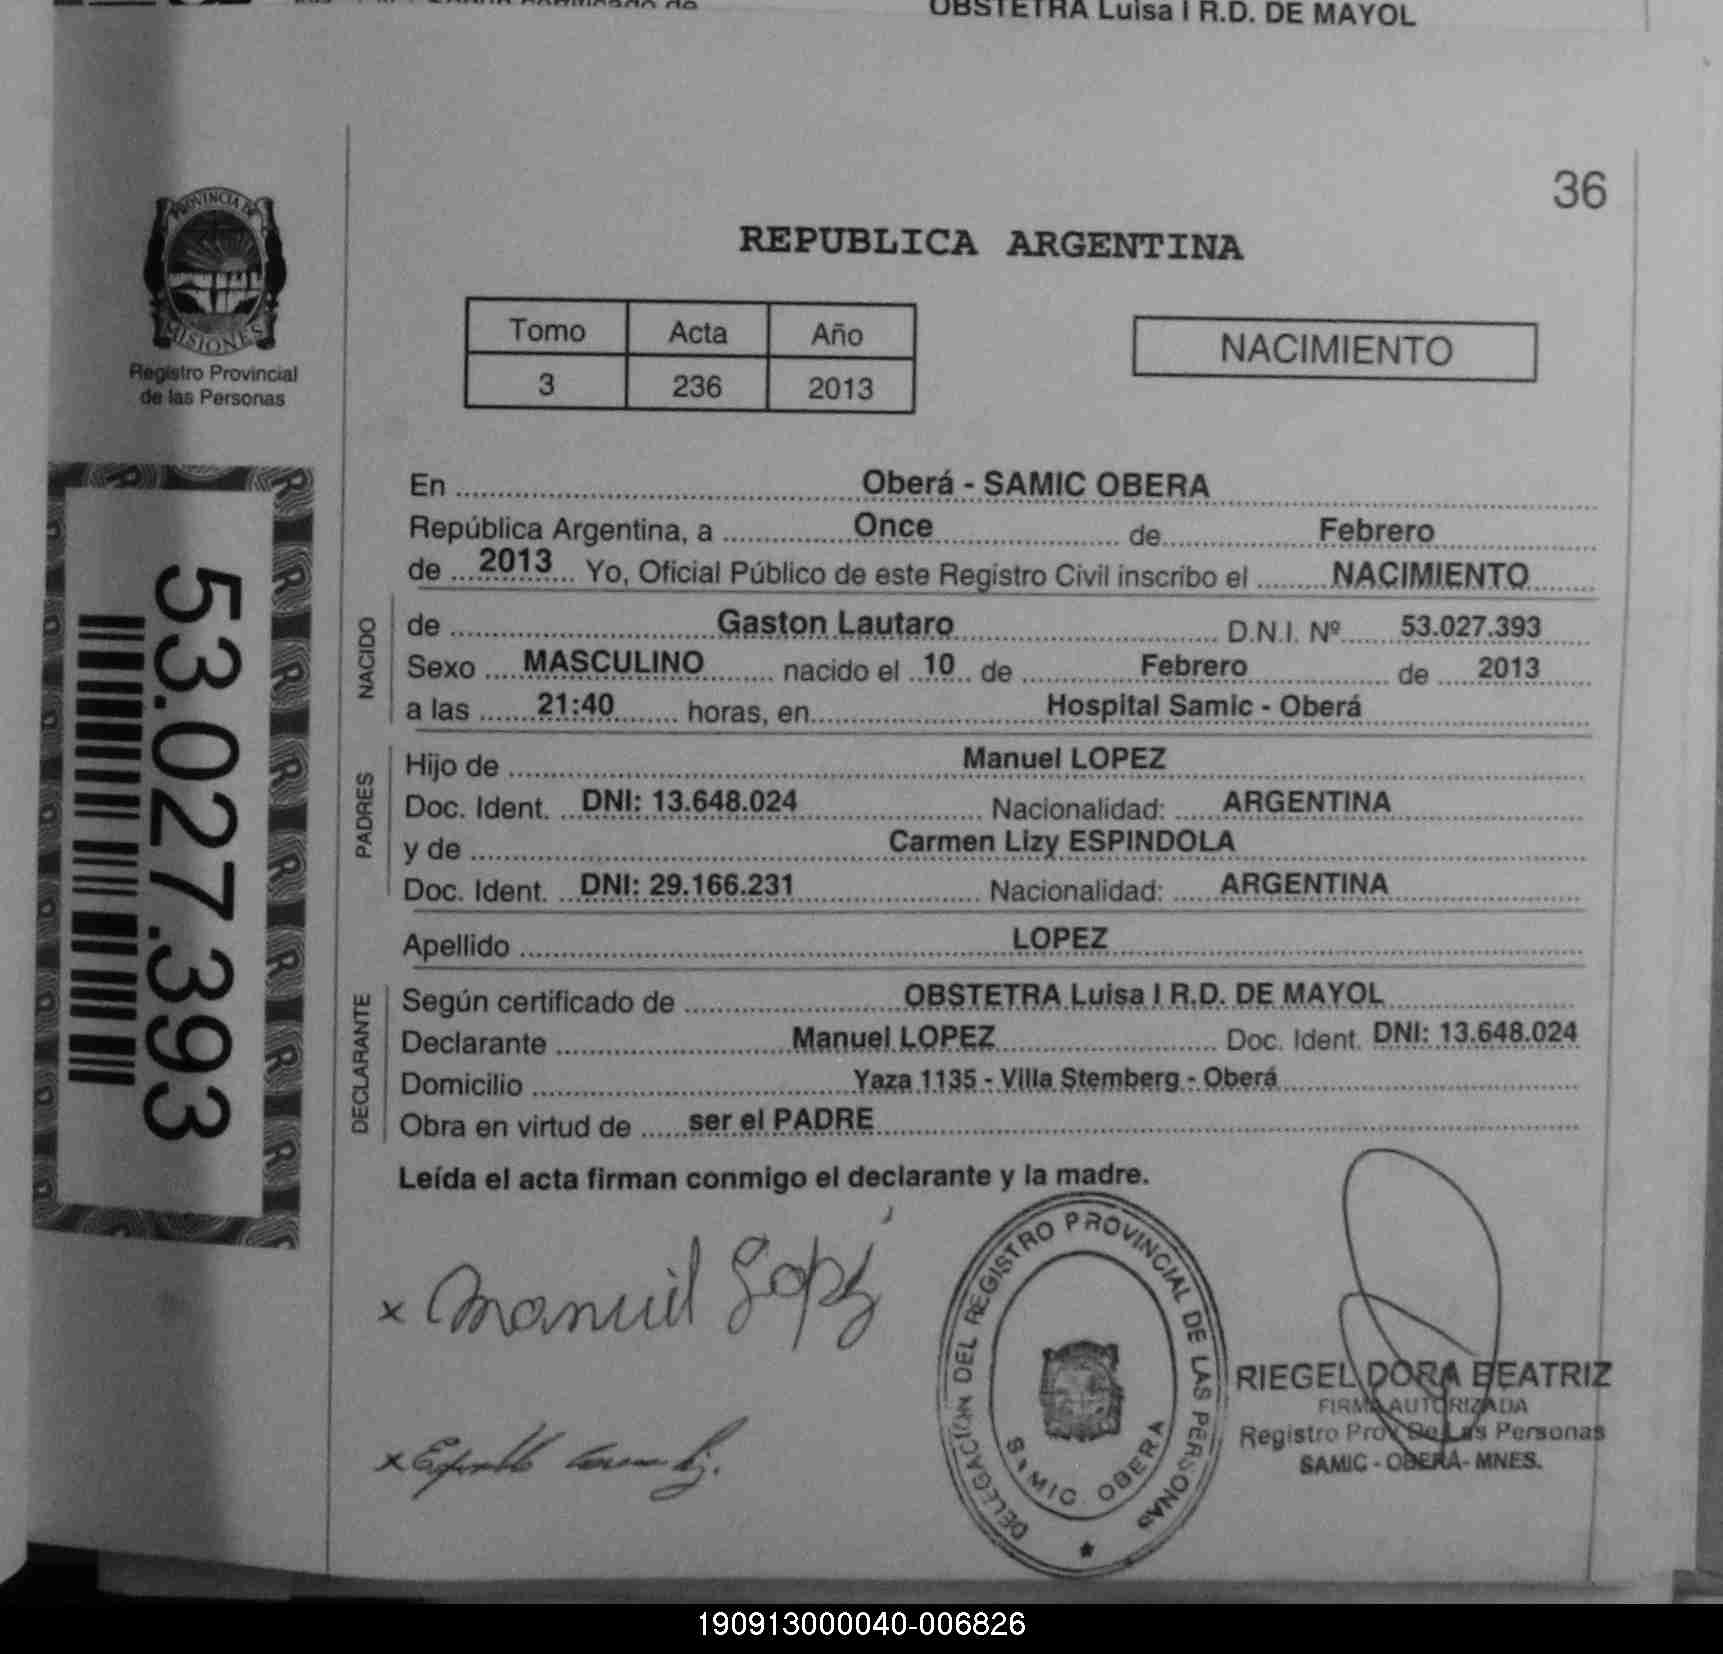 OBSTETRA Luisa I R.D. DE MAYOL
36
PROVINCIA DE
MISIONES
Registro Provincial
de las Personas
REPUBLICA ARGENTINA
Tomo Acta Año
3 236 2013
NACIMIENTO
53.027.393
En Oberá - SAMIC OBERA
República Argentina, a Once de Febrero
de 2013 Yo, Oficial Público de este Registro Civil inscribo el NACIMIENTO
NACIDO
de Gaston Lautaro D.N.I. Nº 53.027.393
Sexo MASCULINO nacido el 10 de Febrero de 2013
a las 21:40 horas, en Hospital Samic - Oberá
PADRES
Hijo de Manuel LOPEZ
Doc. Ident. DNI: 13.648.024 Nacionalidad: ARGENTINA
y de Carmen Lizy ESPINDOLA
Doc. Ident. DNI: 29.166.231 Nacionalidad: ARGENTINA
Apellido LOPEZ
DECLARANTE
Según certificado de OBSTETRA Luisa I R.D. DE MAYOL
Declarante Manuel LOPEZ Doc. Ident. DNI: 13.648.024
Domicilio Yaza 1135 - Villa Stemberg - Oberá
Obra en virtud de ser el PADRE
Leída el acta firman conmigo el declarante y la madre.
x Manuel Lopez
DELEGACION DEL REGISTRO PROVINCIAL DE LAS PERSONAS
SAMIC OBERA
RIEGEL DORA BEATRIZ
FIRMA AUTORIZADA
Registro Prov De Las Personas
SAMIC - OBERA - MNES.
190913000040-006826